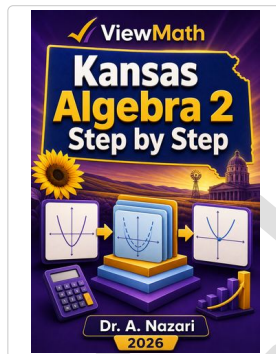 ViewMath
Kansas
Algebra 2
Step by Step
Dr. A. Nazari
2026